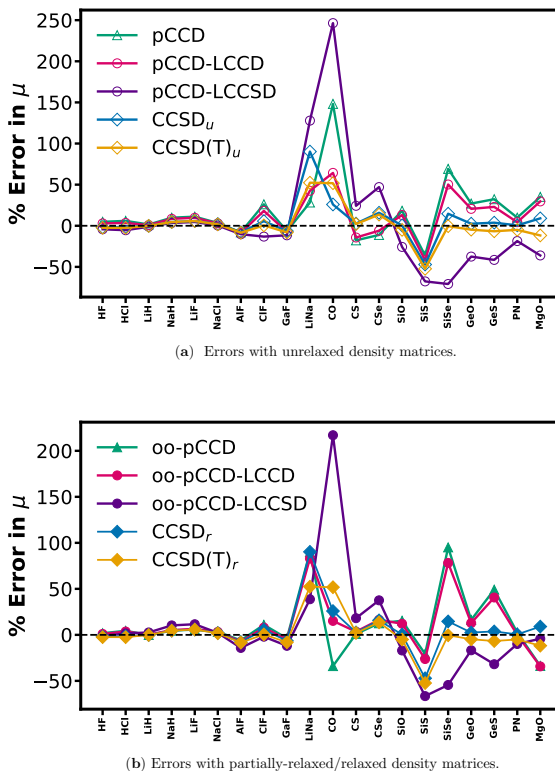 % Error in μ
250
200
150
100
50
0
−50
pCCD
pCCD-LCCD
pCCD-LCCSD
CCSDu
CCSD(T)u
HF
HCl
LiH
NaH
LiF
NaCl
AlF
ClF
GaF
LiNa
CO
CS
CSe
SiO
SiS
SiSe
GeO
GeS
PN
MgO
(a) Errors with unrelaxed density matrices.
% Error in μ
200
150
100
50
0
−50
oo-pCCD
oo-pCCD-LCCD
oo-pCCD-LCCSD
CCSDr
CCSD(T)r
HF
HCl
LiH
NaH
LiF
NaCl
AlF
ClF
GaF
LiNa
CO
CS
CSe
SiO
SiS
SiSe
GeO
GeS
PN
MgO
(b) Errors with partially-relaxed/relaxed density matrices.